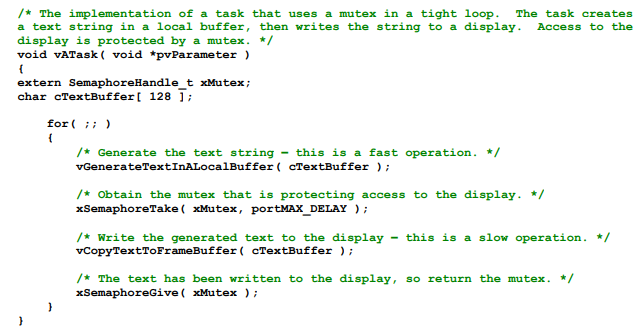 /* The implementation of a task that uses a mutex in a tight loop.  The task creates
a text string in a local buffer, then writes the string to a display.  Access to the
display is protected by a mutex. */
void vATask( void *pvParameter )
{
extern SemaphoreHandle_t xMutex;
char cTextBuffer[ 128 ];
    for( ;; )
    {
        /* Generate the text string – this is a fast operation. */
        vGenerateTextInALocalBuffer( cTextBuffer );
        /* Obtain the mutex that is protecting access to the display. */
        xSemaphoreTake( xMutex, portMAX_DELAY );
        /* Write the generated text to the display – this is a slow operation. */
        vCopyTextToFrameBuffer( cTextBuffer );
        /* The text has been written to the display, so return the mutex. */
        xSemaphoreGive( xMutex );
    }
}